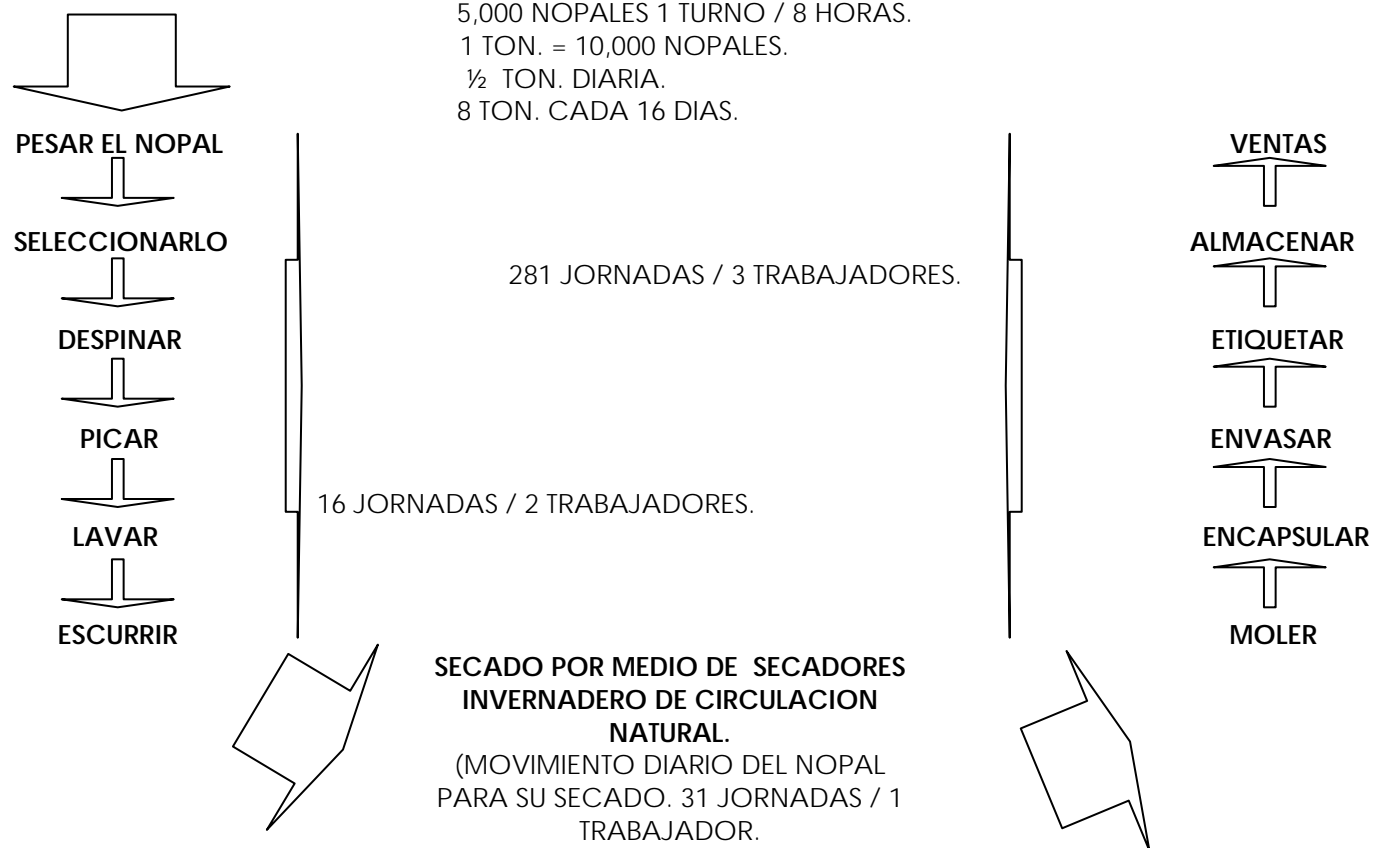 5,000 NOPALES 1 TURNO / 8 HORAS.
1 TON. = 10,000 NOPALES.
½ TON. DIARIA.
8 TON. CADA 16 DIAS.
PESAR EL NOPAL
SELECCIONARLO
DESPINAR
PICAR
LAVAR
ESCURRIR
281 JORNADAS / 3 TRABAJADORES.
16 JORNADAS / 2 TRABAJADORES.
SECADO POR MEDIO DE SECADORES
INVERNADERO DE CIRCULACION
NATURAL.
(MOVIMIENTO DIARIO DEL NOPAL
PARA SU SECADO. 31 JORNADAS / 1
TRABAJADOR.
VENTAS
ALMACENAR
ETIQUETAR
ENVASAR
ENCAPSULAR
MOLER